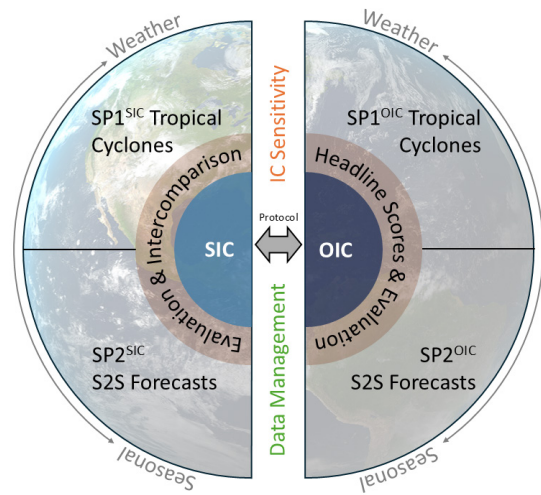 Weather
SP1SIC Tropical
Cyclones
Evaluation & Intercomparison
SIC
SP2SIC
S2S Forecasts
Seasonal
IC Sensitivity
Protocol
Data Management
Weather
SP1OIC Tropical
Cyclones
Headline Scores & Evaluation
OIC
SP2OIC
S2S Forecasts
Seasonal